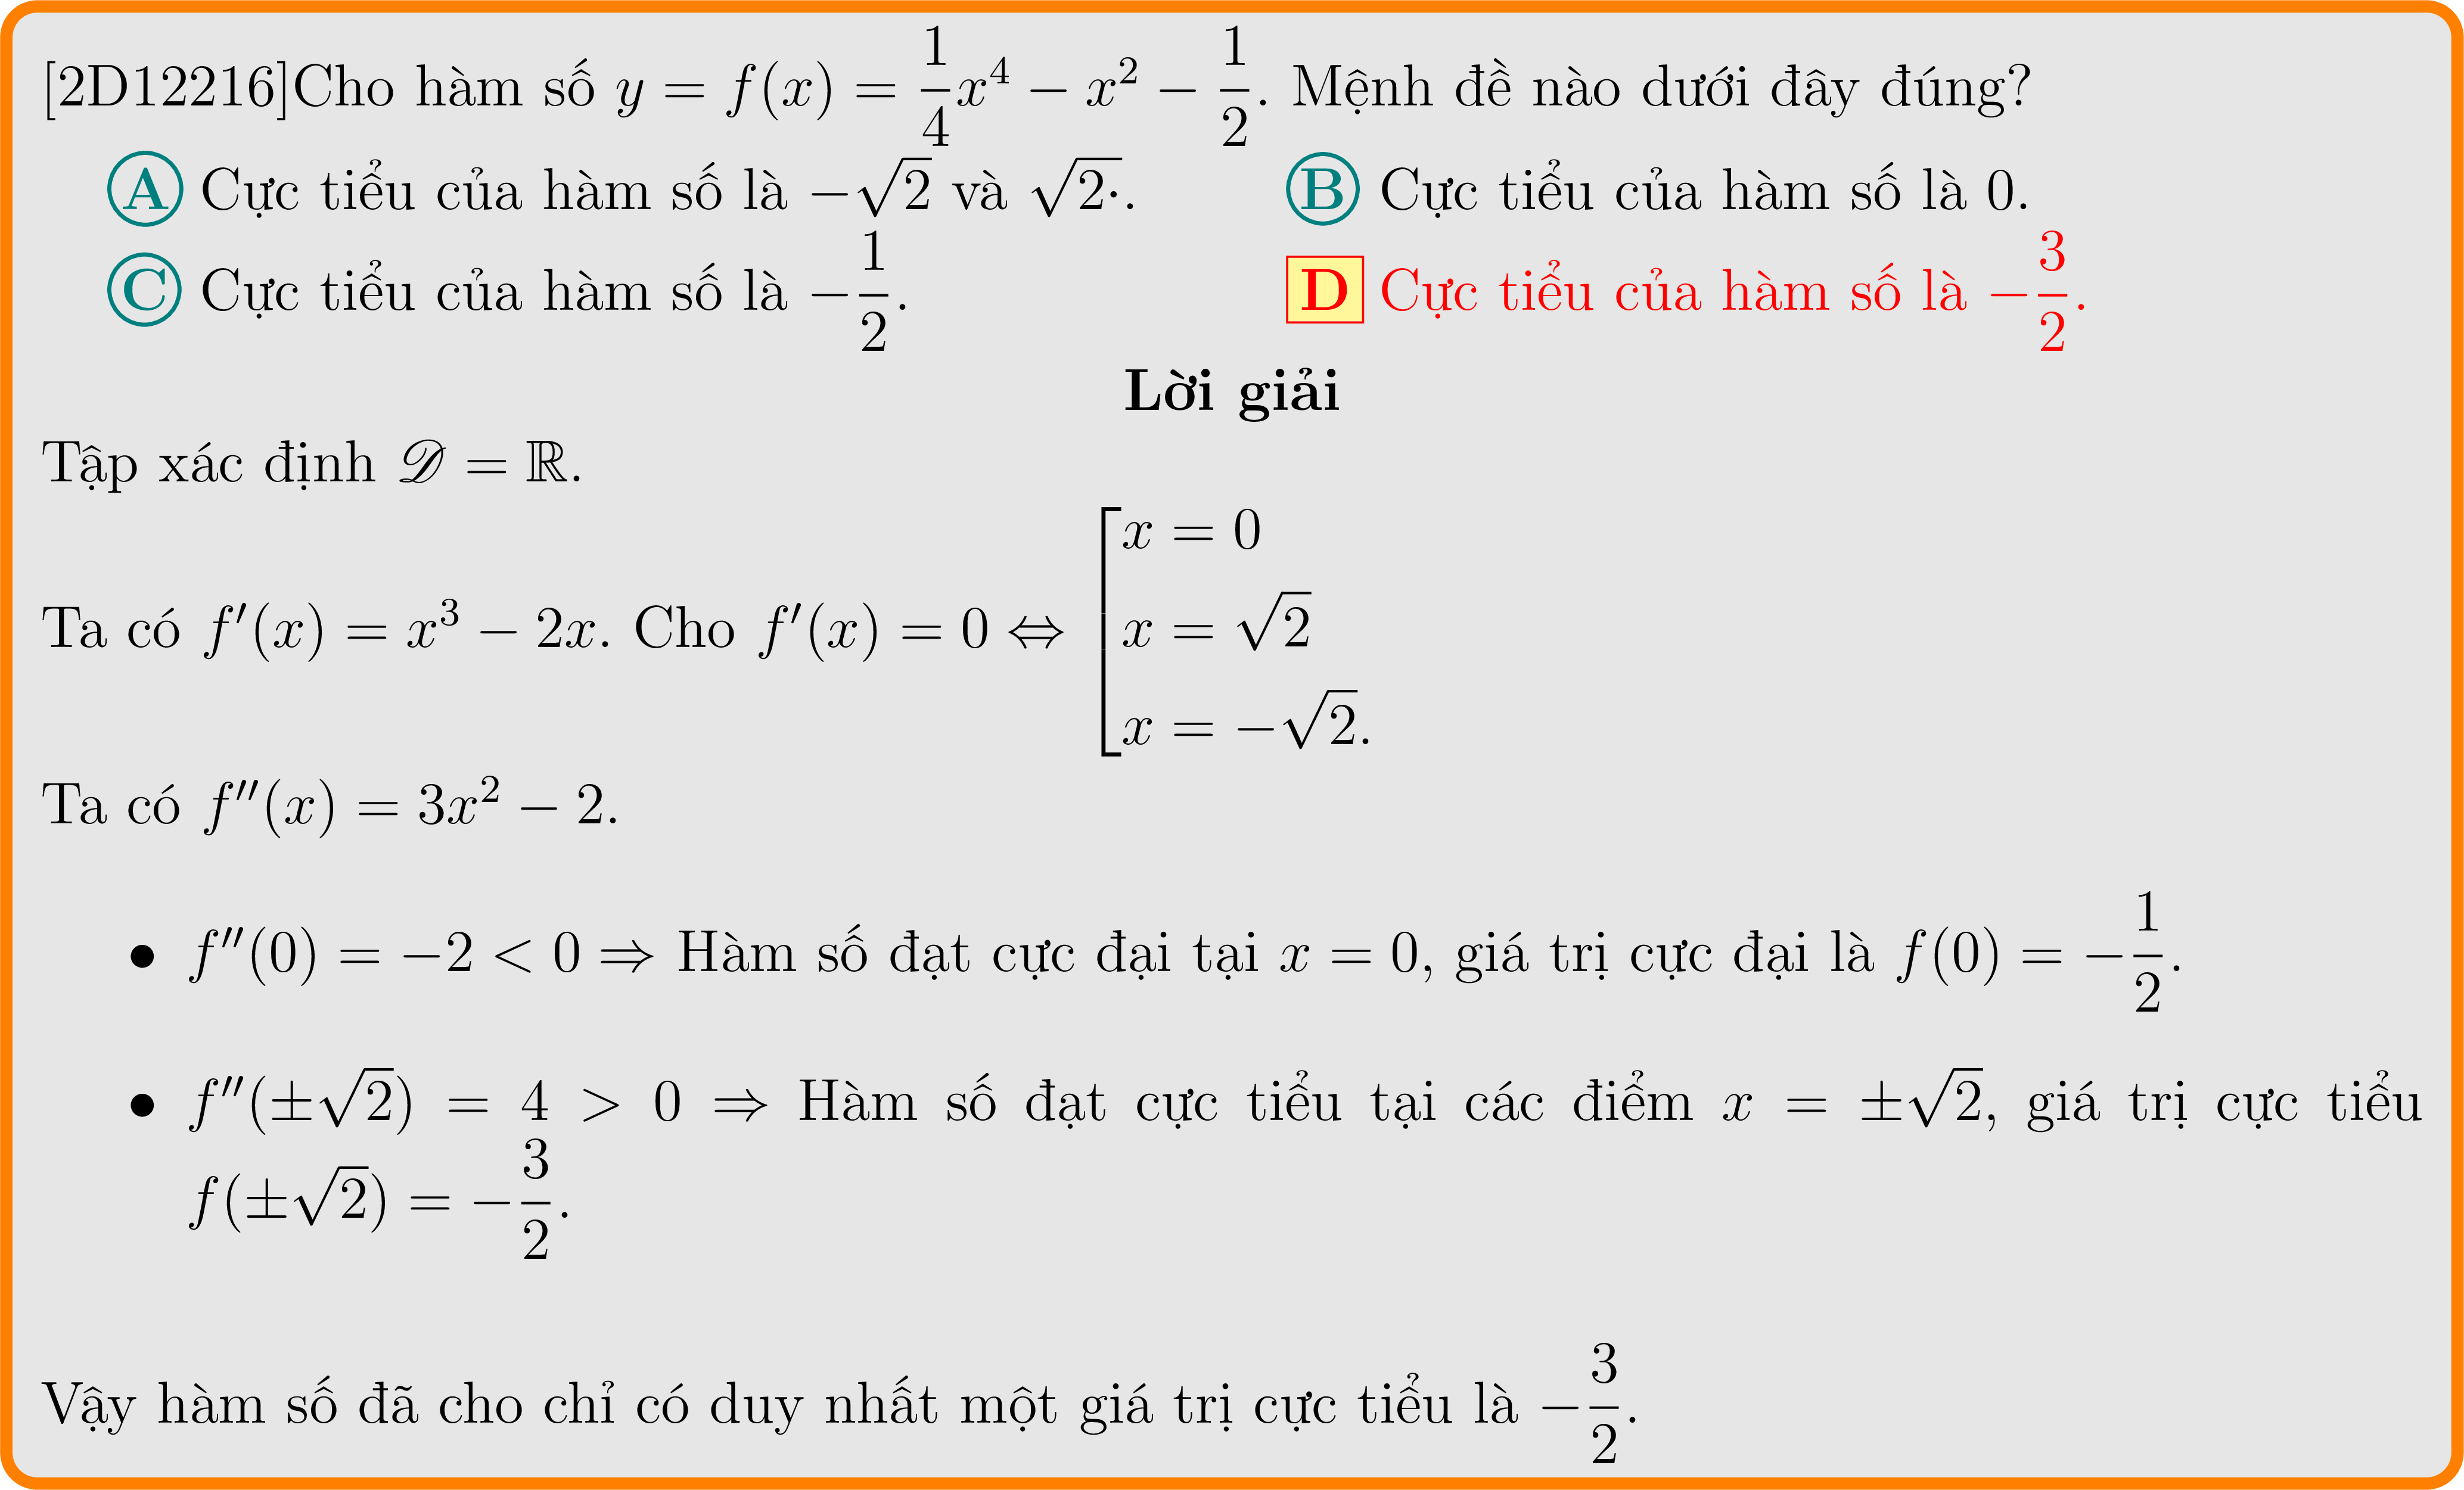 [2D12216]Cho hàm số $y = f(x) = \dfrac{1}{4}x^4 - x^2 - \dfrac{1}{2}$. Mệnh đề nào dưới đây đúng?
Ⓐ Cực tiểu của hàm số là $-\sqrt{2}$ và $\sqrt{2\cdot}$. Ⓑ Cực tiểu của hàm số là $0$.
Ⓒ Cực tiểu của hàm số là $-\dfrac{1}{2}$. D Cực tiểu của hàm số là $-\dfrac{3}{2}$.
Lời giải
Tập xác định $\mathscr{D} = \mathbb{R}$.
Ta có $f'(x) = x^3 - 2x$. Cho $f'(x) = 0 \Leftrightarrow \left[\begin{array}{l} x = 0 \\ x = \sqrt{2} \\ x = -\sqrt{2}. \end{array}\right.$
Ta có $f''(x) = 3x^2 - 2$.
• $f''(0) = -2 < 0 \Rightarrow$ Hàm số đạt cực đại tại $x = 0$, giá trị cực đại là $f(0) = -\dfrac{1}{2}$.
• $f''(\pm\sqrt{2}) = 4 > 0 \Rightarrow$ Hàm số đạt cực tiểu tại các điểm $x = \pm\sqrt{2}$, giá trị cực tiểu
$f(\pm\sqrt{2}) = -\dfrac{3}{2}$.
Vậy hàm số đã cho chỉ có duy nhất một giá trị cực tiểu là $-\dfrac{3}{2}$.